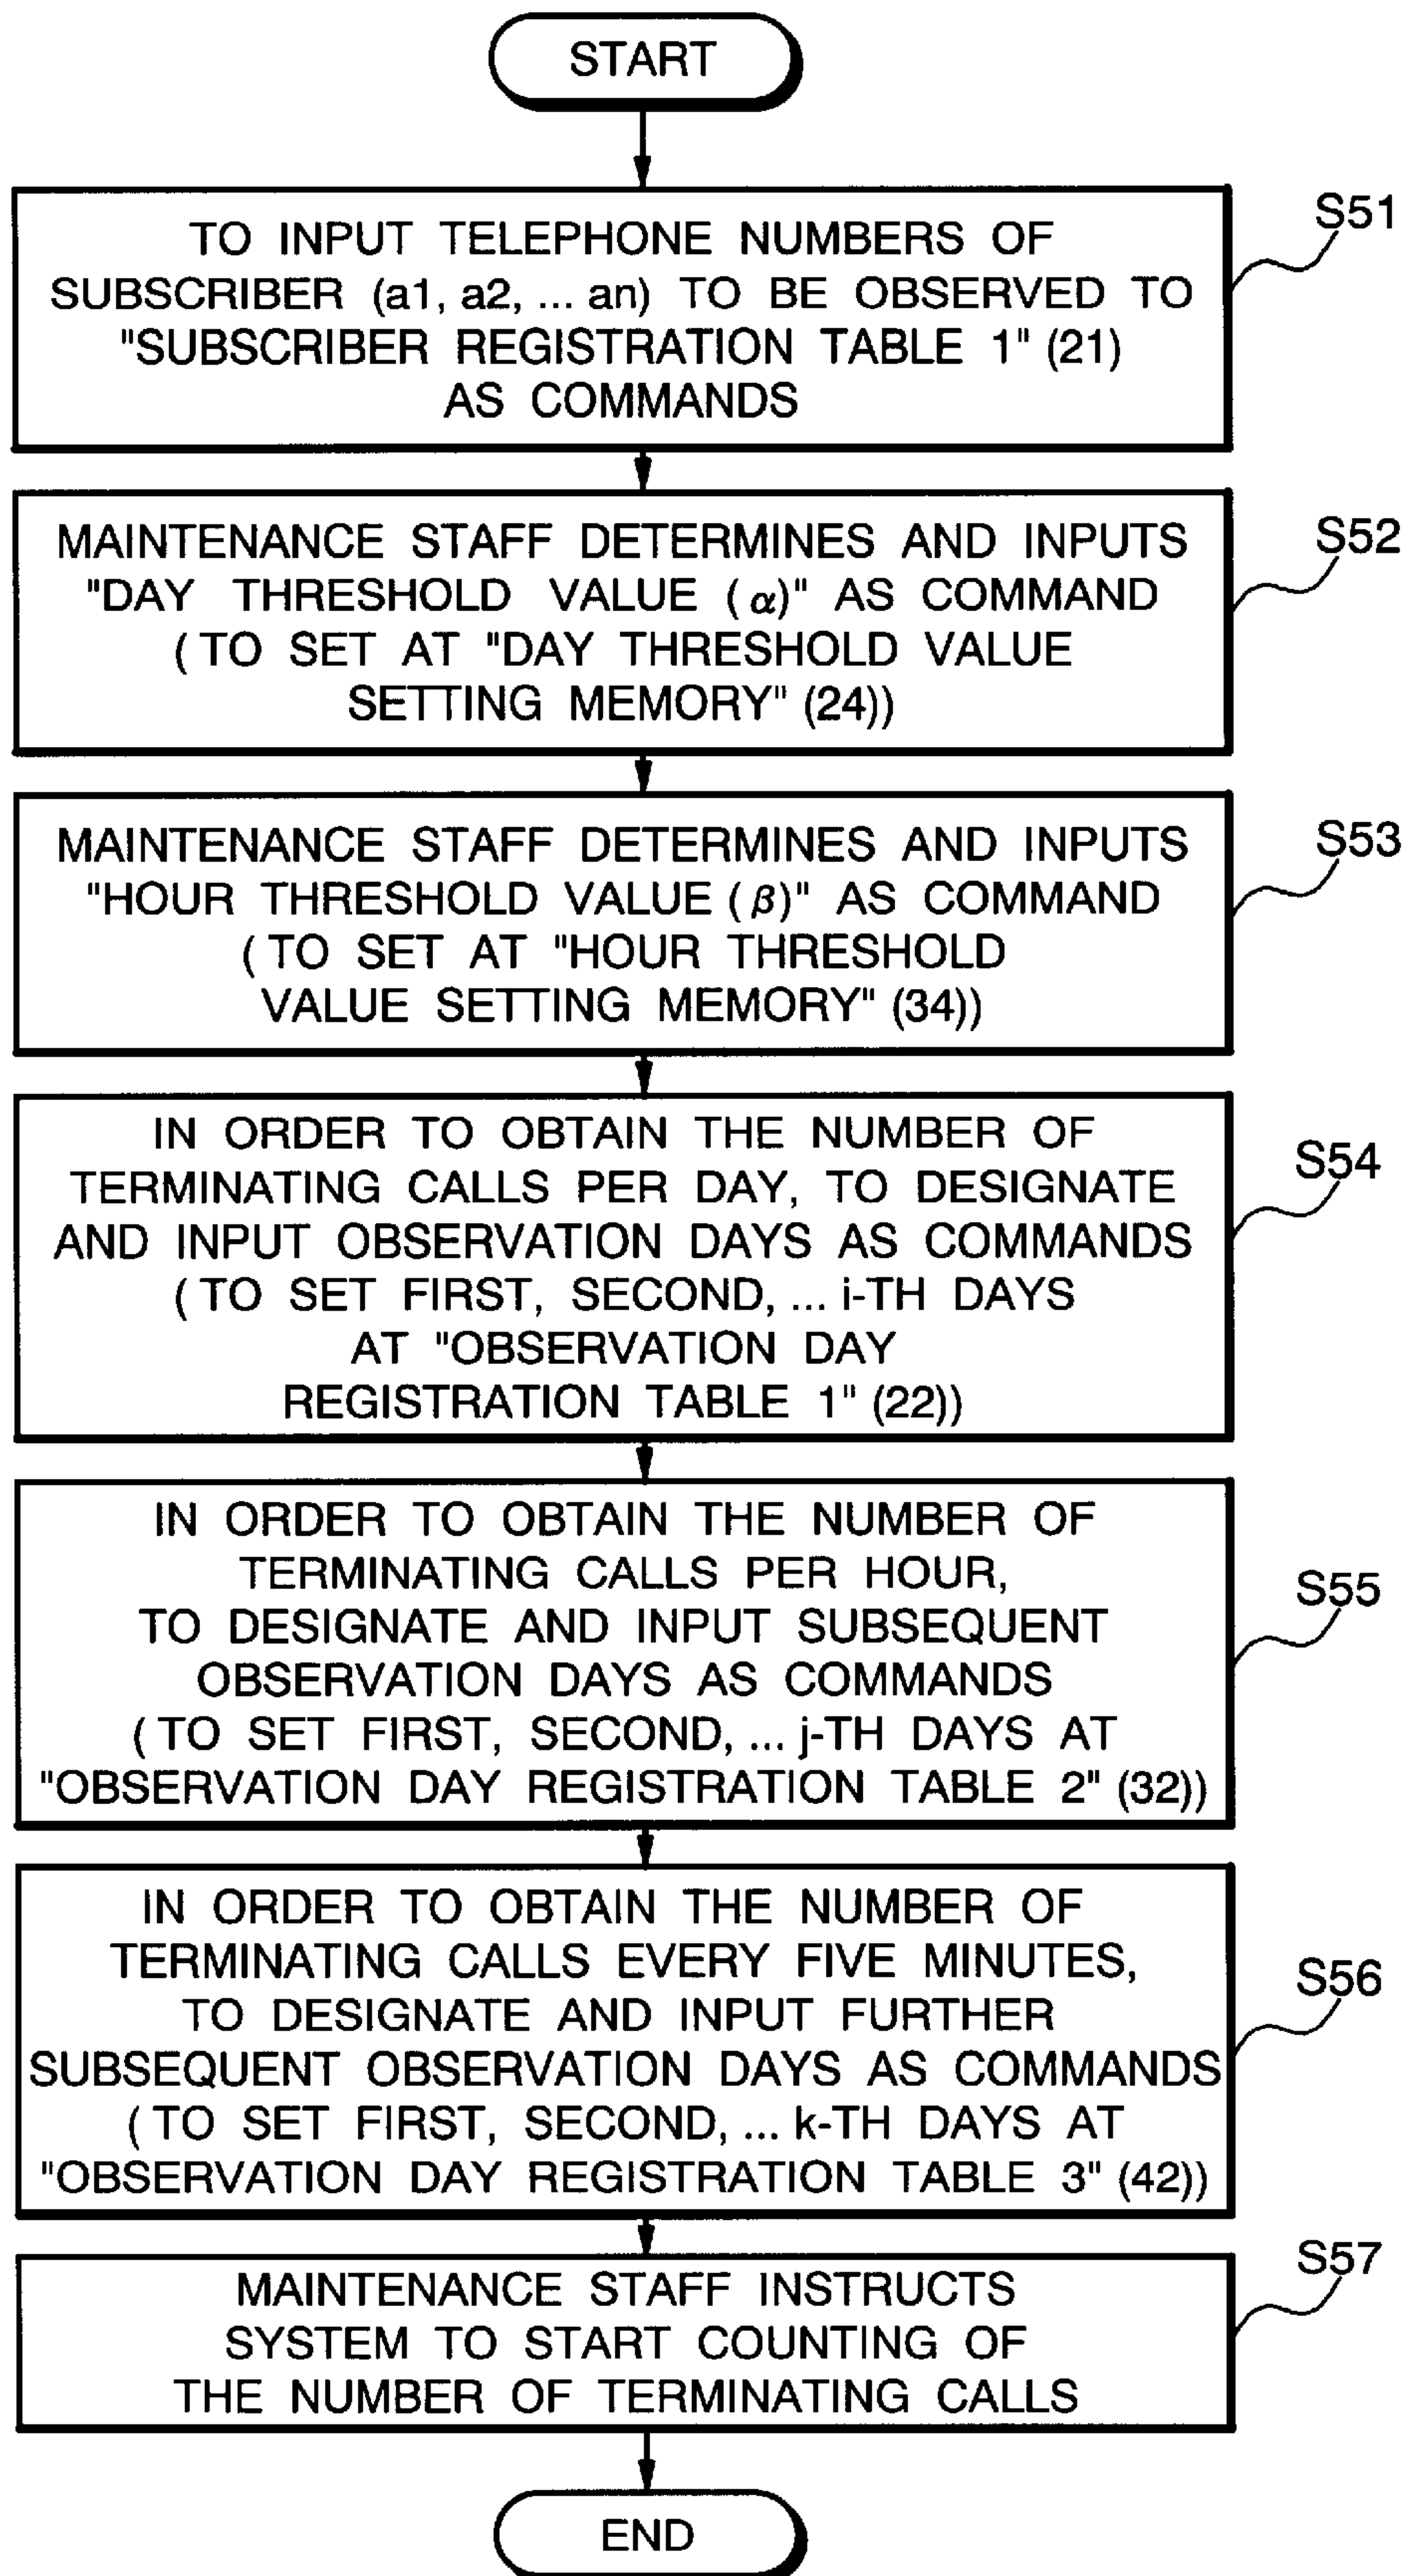 START
TO INPUT TELEPHONE NUMBERS OF
SUBSCRIBER (a1, a2, ... an) TO BE OBSERVED TO
"SUBSCRIBER REGISTRATION TABLE 1" (21)
AS COMMANDS
S51
MAINTENANCE STAFF DETERMINES AND INPUTS
"DAY THRESHOLD VALUE (α)" AS COMMAND
(TO SET AT "DAY THRESHOLD VALUE
SETTING MEMORY" (24))
S52
MAINTENANCE STAFF DETERMINES AND INPUTS
"HOUR THRESHOLD VALUE (β)" AS COMMAND
(TO SET AT "HOUR THRESHOLD
VALUE SETTING MEMORY" (34))
S53
IN ORDER TO OBTAIN THE NUMBER OF
TERMINATING CALLS PER DAY, TO DESIGNATE
AND INPUT OBSERVATION DAYS AS COMMANDS
(TO SET FIRST, SECOND, ... i-TH DAYS
AT "OBSERVATION DAY
REGISTRATION TABLE 1" (22))
S54
IN ORDER TO OBTAIN THE NUMBER OF
TERMINATING CALLS PER HOUR,
TO DESIGNATE AND INPUT SUBSEQUENT
OBSERVATION DAYS AS COMMANDS
(TO SET FIRST, SECOND, ... j-TH DAYS AT
"OBSERVATION DAY REGISTRATION TABLE 2" (32))
S55
IN ORDER TO OBTAIN THE NUMBER OF
TERMINATING CALLS EVERY FIVE MINUTES,
TO DESIGNATE AND INPUT FURTHER
SUBSEQUENT OBSERVATION DAYS AS COMMANDS
(TO SET FIRST, SECOND, ... k-TH DAYS AT
"OBSERVATION DAY REGISTRATION TABLE 3" (42))
S56
MAINTENANCE STAFF INSTRUCTS
SYSTEM TO START COUNTING OF
THE NUMBER OF TERMINATING CALLS
S57
END